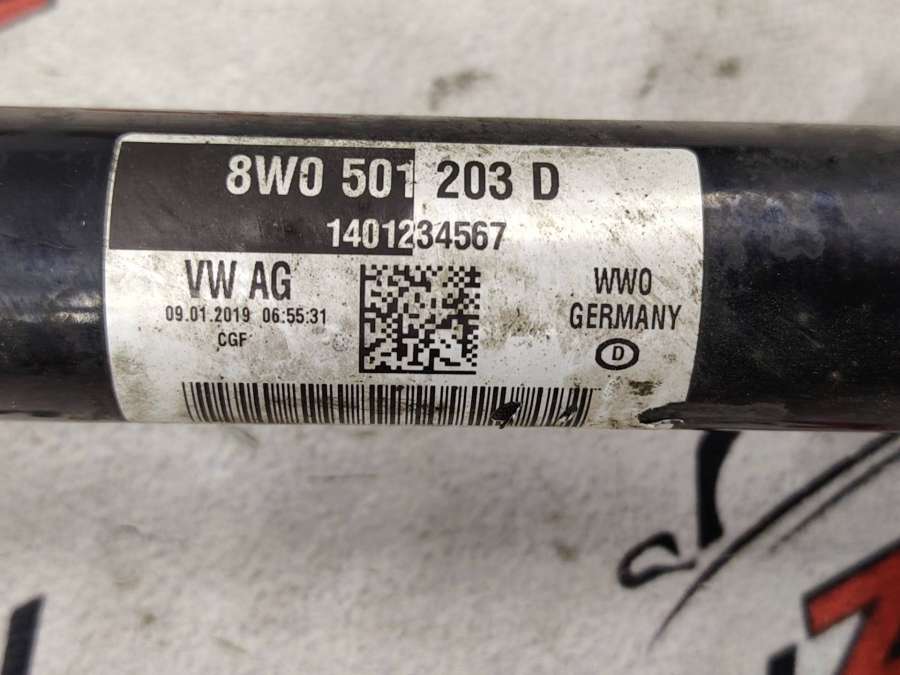 8W0 501 203 D
1401234567
VW AG
09.01.2019 06:55:31
CGF
WWO
GERMANY
D